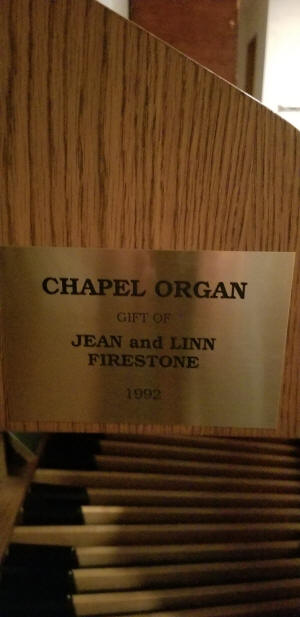 CHAPEL ORGAN
GIFT OF
JEAN and LINN
FIRESTONE
1992